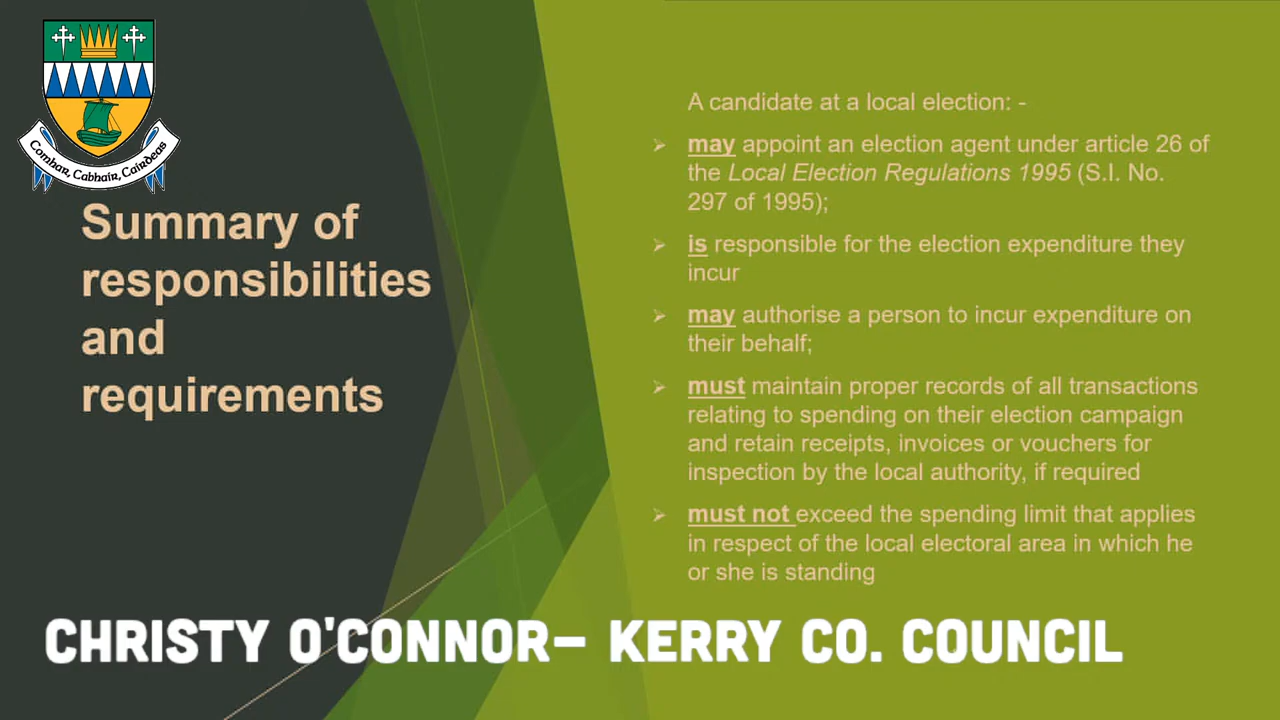 Comhar, Cabhair, Cairdeas
Summary of
responsibilities
and
requirements
A candidate at a local election: -
➢ may appoint an election agent under article 26 of
the Local Election Regulations 1995 (S.I. No.
297 of 1995);
➢ is responsible for the election expenditure they
incur
➢ may authorise a person to incur expenditure on
their behalf;
➢ must maintain proper records of all transactions
relating to spending on their election campaign
and retain receipts, invoices or vouchers for
inspection by the local authority, if required
➢ must not exceed the spending limit that applies
in respect of the local electoral area in which he
or she is standing
CHRISTY O'CONNOR– KERRY CO. COUNCIL